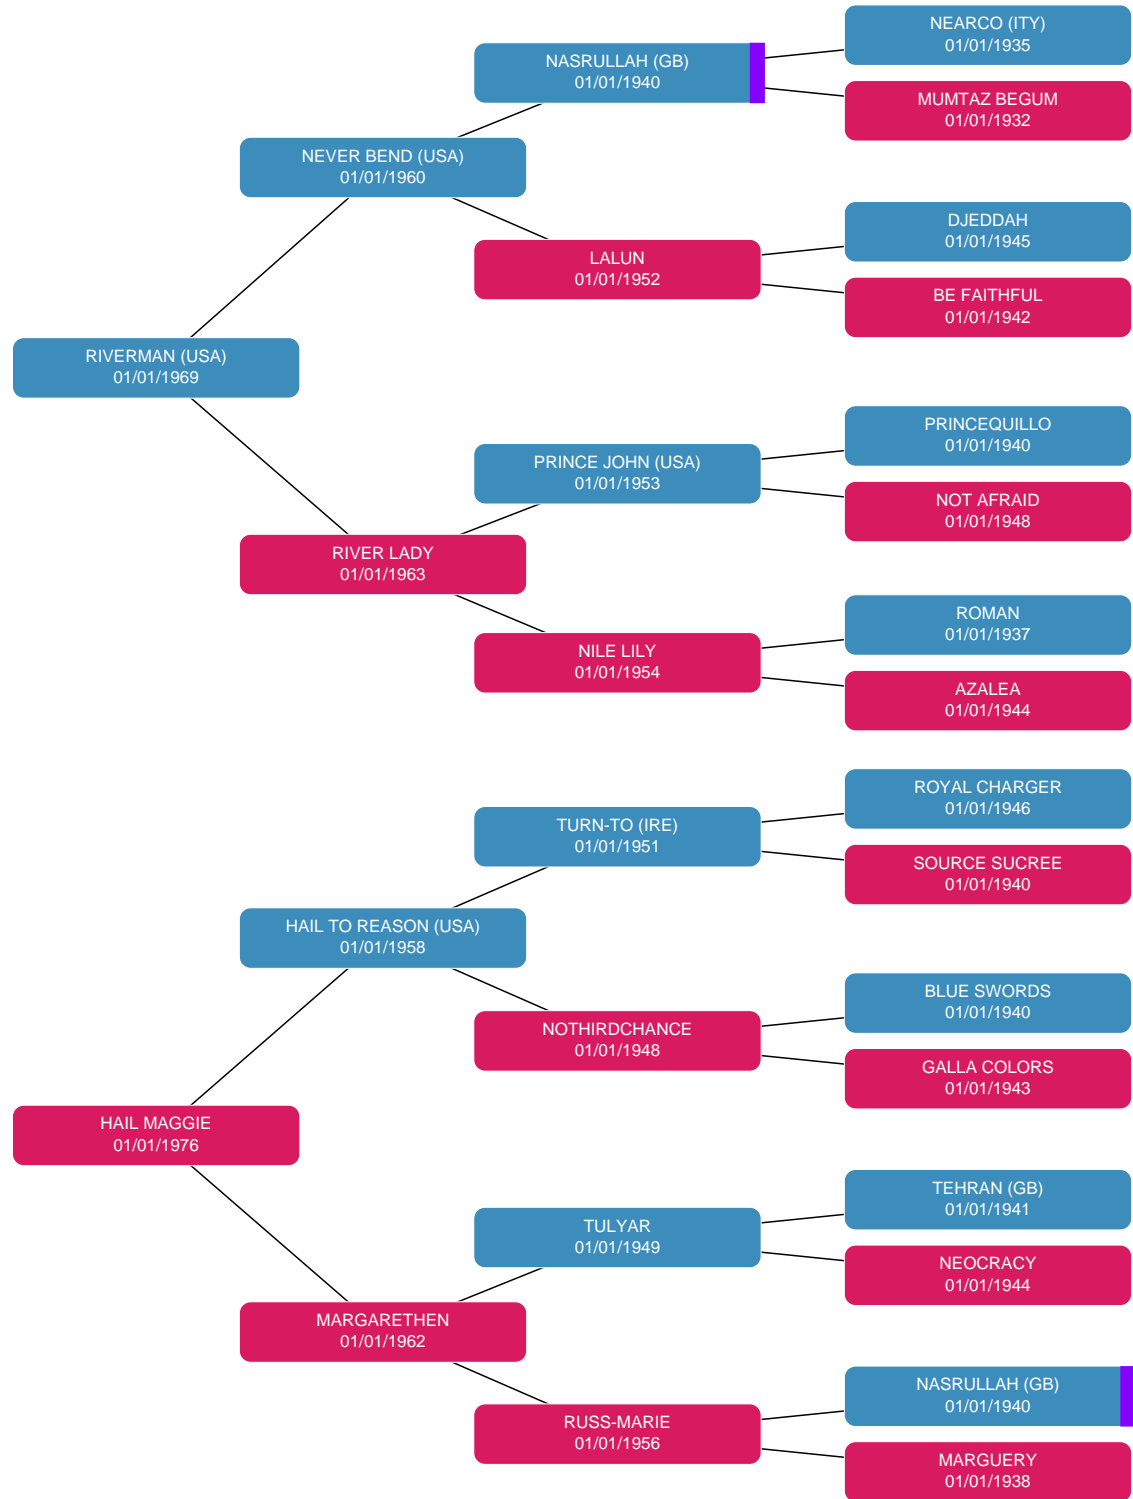 NEARCO (ITY)
01/01/1935
NASRULLAH (GB)
01/01/1940
MUMTAZ BEGUM
01/01/1932
NEVER BEND (USA)
01/01/1960
DJEDDAH
01/01/1945
LALUN
01/01/1952
BE FAITHFUL
01/01/1942
RIVERMAN (USA)
01/01/1969
PRINCEQUILLO
01/01/1940
PRINCE JOHN (USA)
01/01/1953
NOT AFRAID
01/01/1948
RIVER LADY
01/01/1963
ROMAN
01/01/1937
NILE LILY
01/01/1954
AZALEA
01/01/1944
ROYAL CHARGER
01/01/1946
TURN-TO (IRE)
01/01/1951
SOURCE SUCREE
01/01/1940
HAIL TO REASON (USA)
01/01/1958
BLUE SWORDS
01/01/1940
NOTHIRDCHANCE
01/01/1948
GALLA COLORS
01/01/1943
HAIL MAGGIE
01/01/1976
TEHRAN (GB)
01/01/1941
TULYAR
01/01/1949
NEOCRACY
01/01/1944
MARGARETHEN
01/01/1962
NASRULLAH (GB)
01/01/1940
RUSS-MARIE
01/01/1956
MARGUERY
01/01/1938